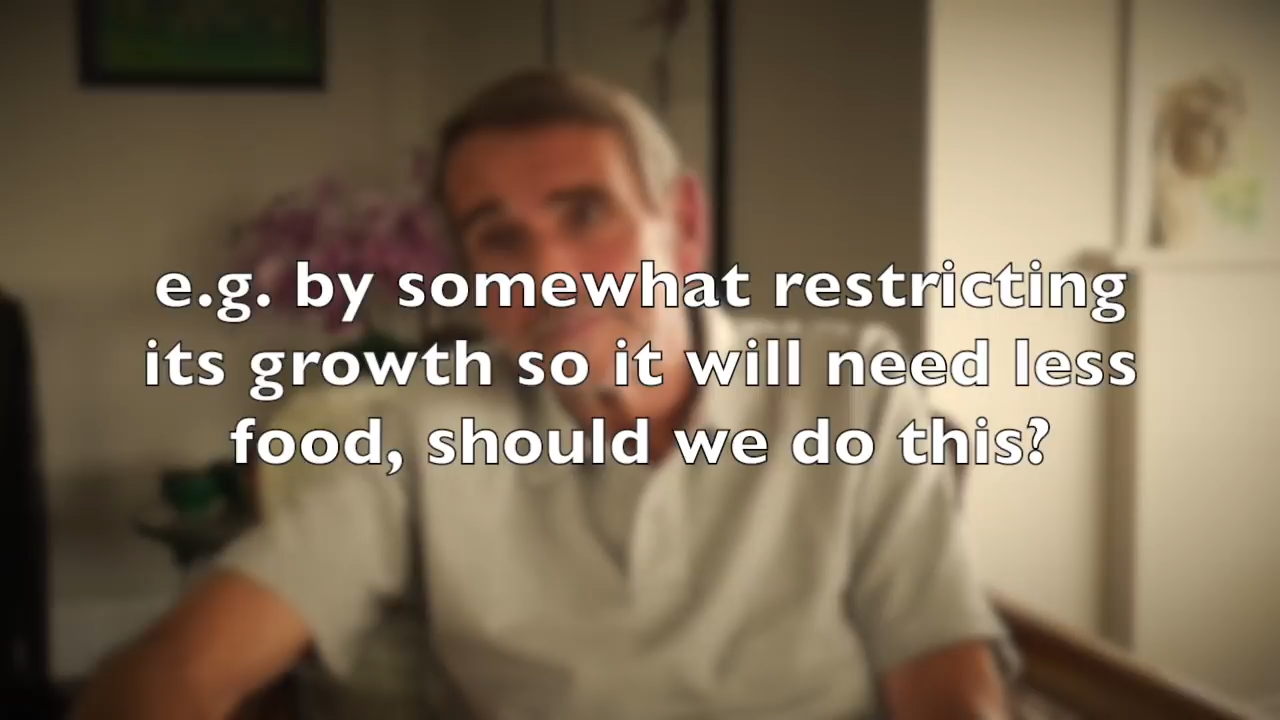 e.g. by somewhat restricting
its growth so it will need less
food, should we do this?